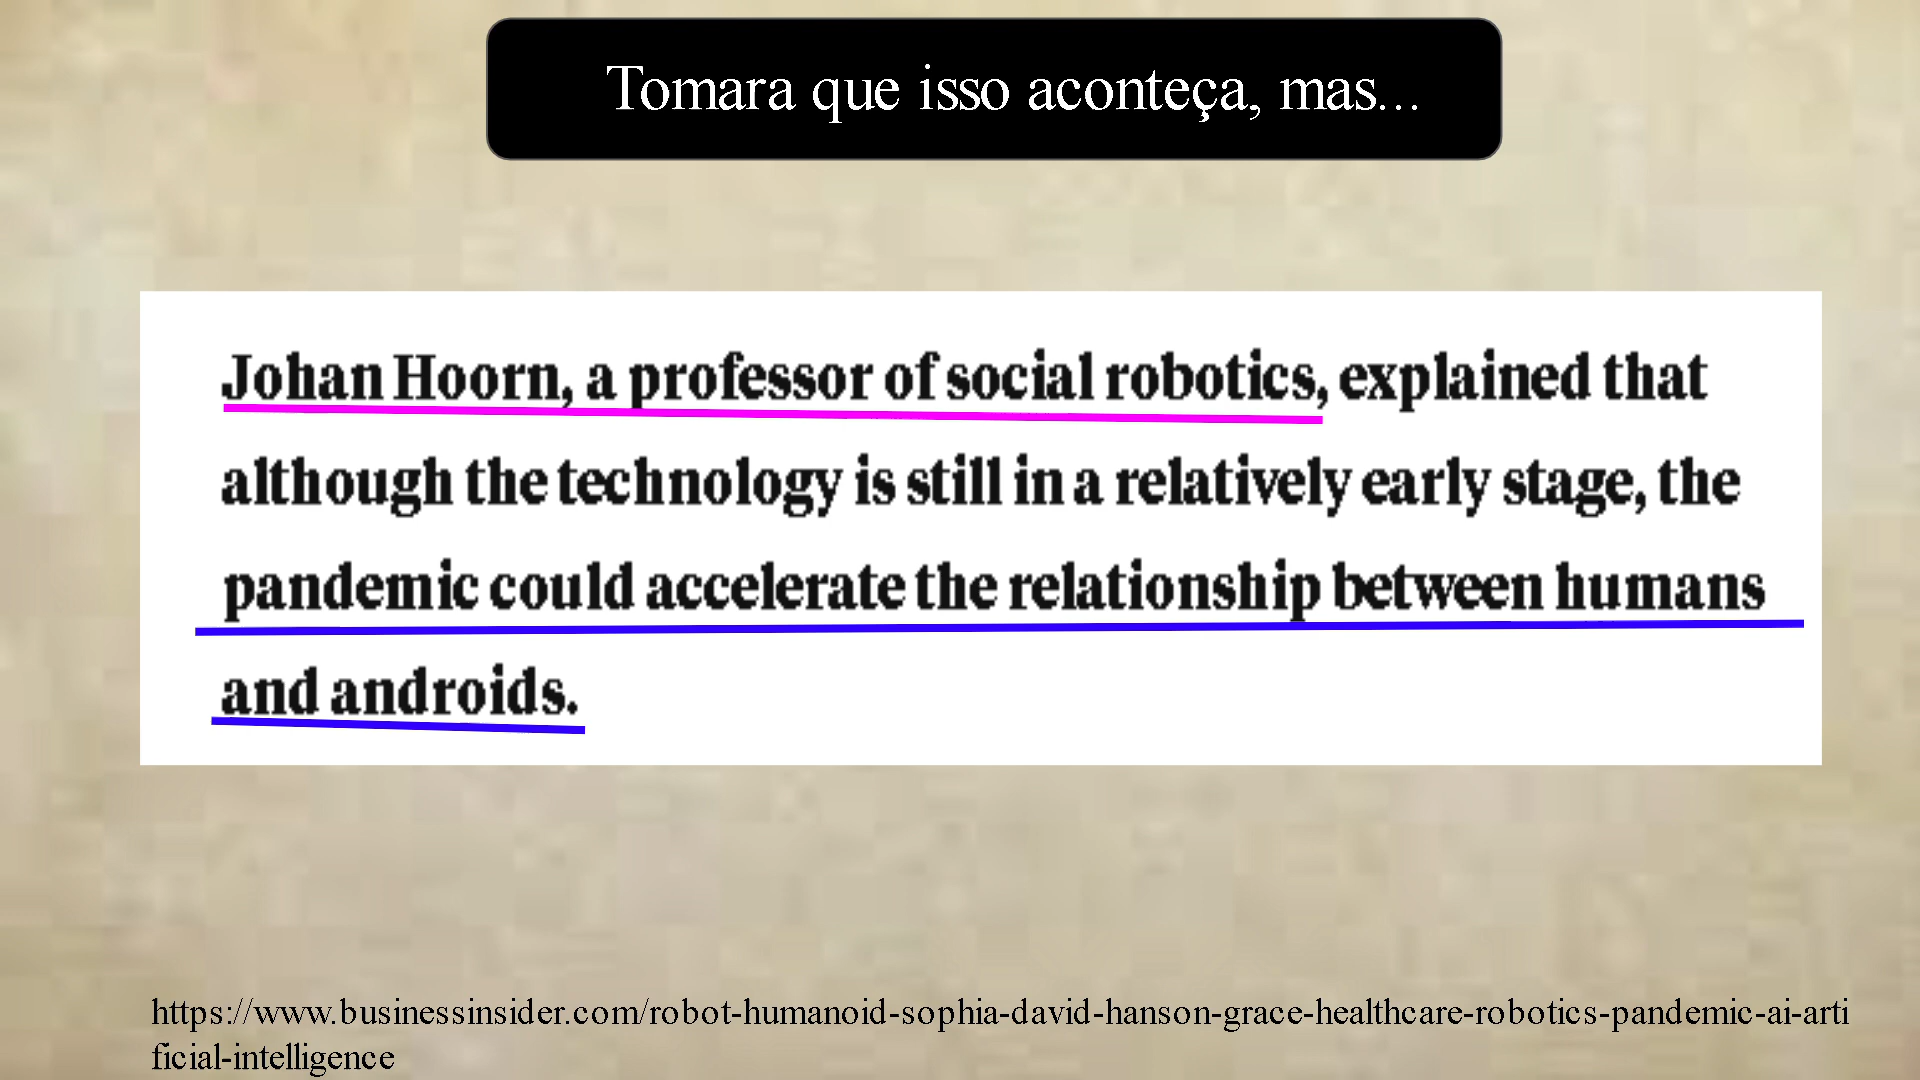 Tomara que isso aconteça, mas...
Johan Hoorn, a professor of social robotics, explained that
although the technology is still in a relatively early stage, the
pandemic could accelerate the relationship between humans
and androids.
https://www.businessinsider.com/robot-humanoid-sophia-david-hanson-grace-healthcare-robotics-pandemic-ai-arti
ficial-intelligence